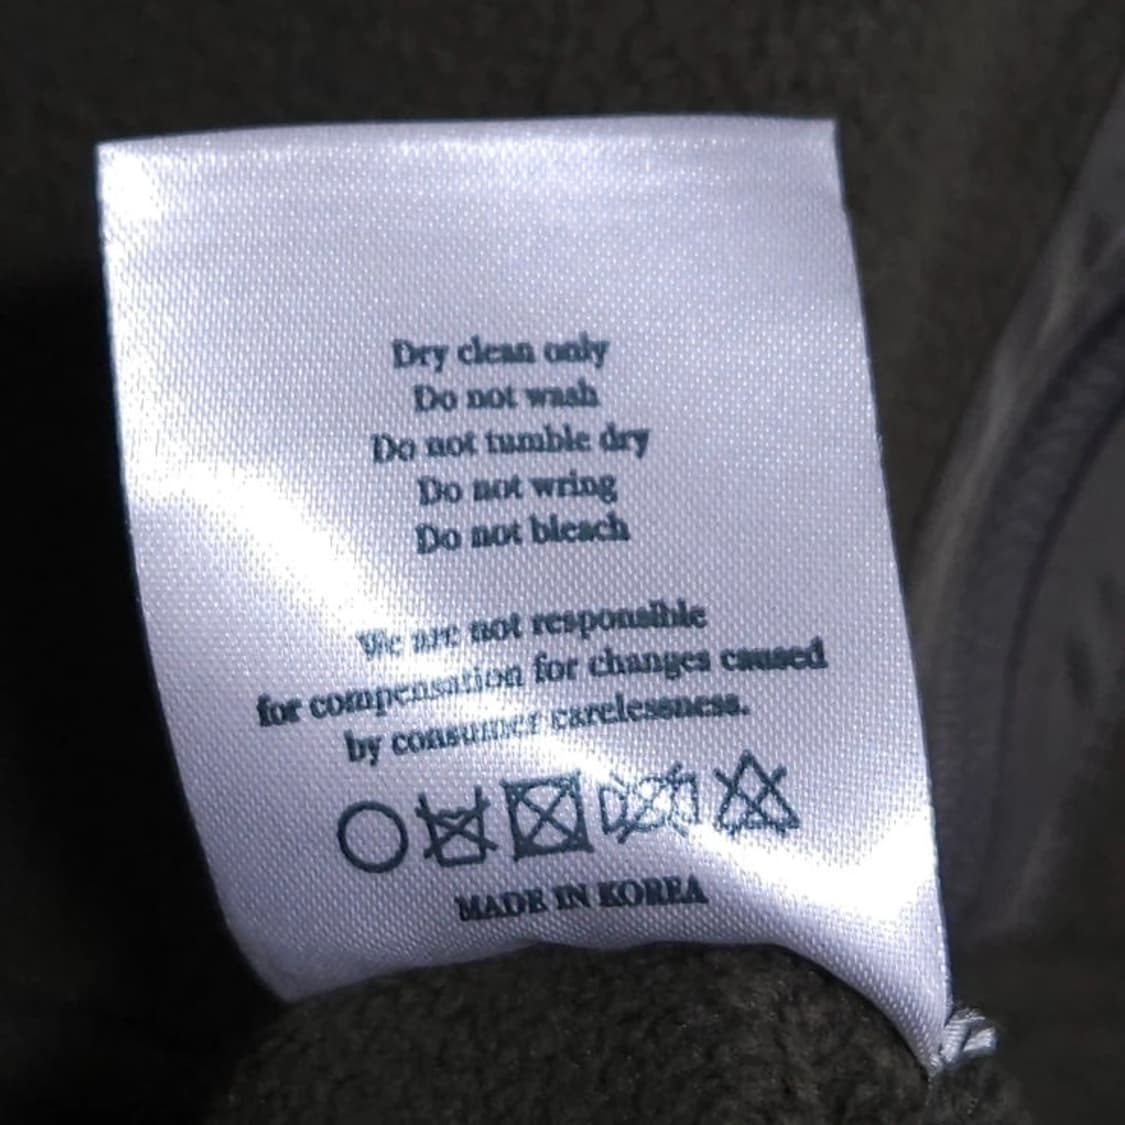 Dry clean only
Do not wash
Do not tumble dry
Do not wring
Do not bleach
We are not responsible
for compensation for changes caused
by consumer carelessness.
MADE IN KOREA